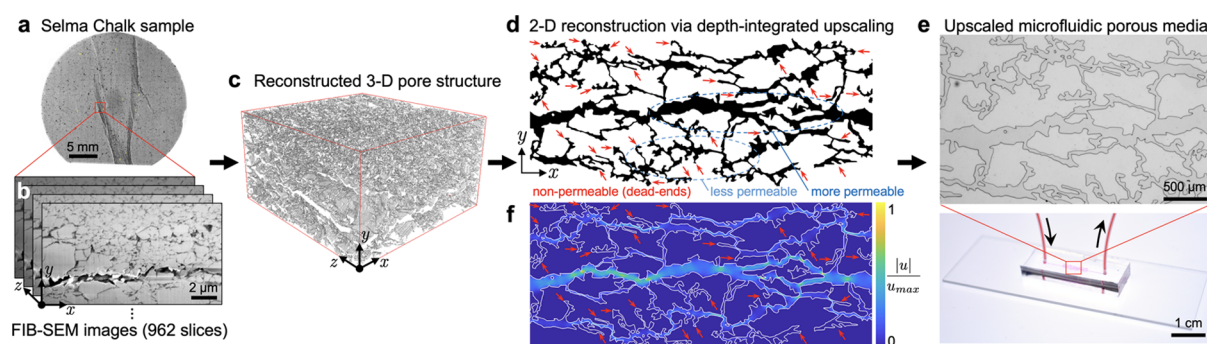 a Selma Chalk sample
5 mm
b
y
z
x
2 μm
FIB-SEM images (962 slices)
c Reconstructed 3-D pore structure
y
z
x
d 2-D reconstruction via depth-integrated upscaling
y
x
non-permeable (dead-ends)
less permeable
more permeable
f
1
|u|
u_max
0
e Upscaled microfluidic porous media
500 μm
1 cm